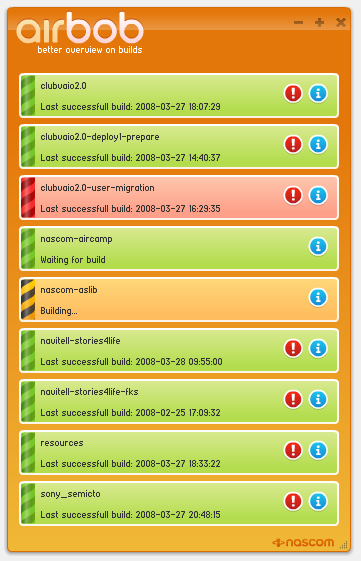 airbob
better overview on builds
clubvaio2.0
Last successfull build: 2008-03-27 18:07:29
clubvaio2.0-deploy1-prepare
Last successfull build: 2008-03-27 14:40:37
clubvaio2.0-user-migration
Last successfull build: 2008-03-27 16:29:35
nascom-aircamp
Waiting for build
nascom-aslib
Building...
navitell-stories4life
Last successfull build: 2008-03-28 09:55:00
navitell-stories4life-fks
Last successfull build: 2008-02-25 17:09:32
resources
Last successfull build: 2008-03-27 18:33:22
sony_semicto
Last successfull build: 2008-03-27 20:48:15
nascom